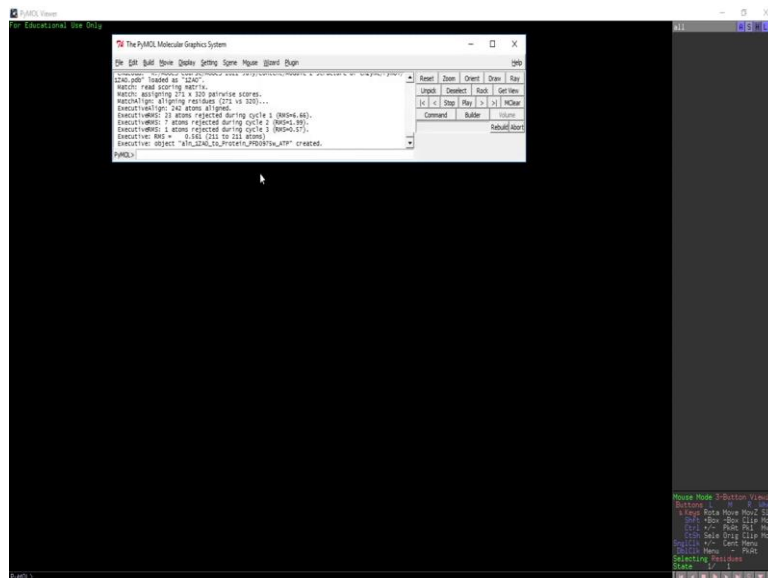 PyMOL Viewer
For Educational Use Only
all
A S H L
The PyMOL Molecular Graphics System
File Edit Build Movie Display Setting Scene Mouse Wizard Plugin
Help
1ZAO.pdb" loaded as "1ZAO".
Match: read scoring matrix.
Match: assigning 271 x 320 pairwise scores.
MatchAlign: aligning residues (271 vs 320)...
ExecutiveAlign: 242 atoms aligned.
ExecutiveRMS: 23 atoms rejected during cycle 1 (RMS=6.66).
ExecutiveRMS: 7 atoms rejected during cycle 2 (RMS=1.99).
ExecutiveRMS: 1 atoms rejected during cycle 3 (RMS=0.57).
Executive: RMS = 0.561 (211 to 211 atoms)
Executive: object "aln_1ZAO_to_Protein_PFD0975w_ATP" created.
PyMOL>
Reset Zoom Orient Draw Ray
Unpick Deselect Rock Get View
|< < Stop Play > >| MClear
Command Builder Volume
Rebuild Abort
Mouse Mode 3-Button View
Buttons L M R
& Keys Rota Move MovZ
Shft +Box -Box Clip
Ctrl +/- PkAt Pk1
CtSh Sele Orig Clip
SnglClk +/- Cent Menu
DblClk Menu - PkAt
Selecting Residues
State 1/ 1
PyMOL>